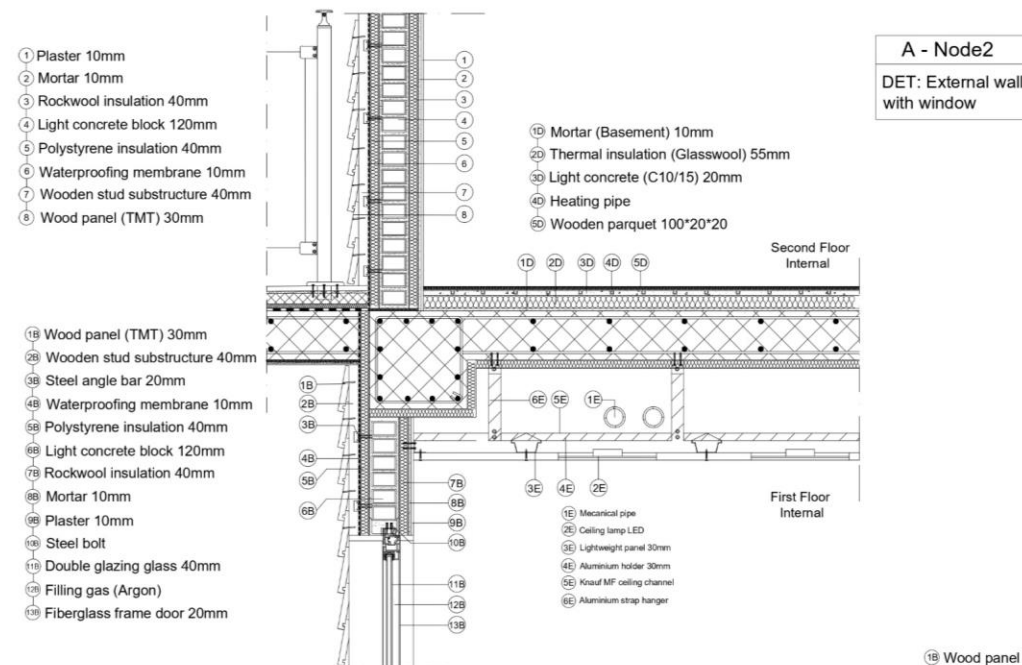 ① Plaster 10mm
② Mortar 10mm
③ Rockwool insulation 40mm
④ Light concrete block 120mm
⑤ Polystyrene insulation 40mm
⑥ Waterproofing membrane 10mm
⑦ Wooden stud substructure 40mm
⑧ Wood panel (TMT) 30mm
1
2
3
4
5
6
7
8
A - Node2
DET: External wall
with window
1D Mortar (Basement) 10mm
2D Thermal insulation (Glasswool) 55mm
3D Light concrete (C10/15) 20mm
4D Heating pipe
5D Wooden parquet 100*20*20
Second Floor
Internal
1D 2D 3D 4D 5D
1B Wood panel (TMT) 30mm
2B Wooden stud substructure 40mm
3B Steel angle bar 20mm
4B Waterproofing membrane 10mm
5B Polystyrene insulation 40mm
6B Light concrete block 120mm
7B Rockwool insulation 40mm
8B Mortar 10mm
9B Plaster 10mm
10B Steel bolt
11B Double glazing glass 40mm
12B Filling gas (Argon)
13B Fiberglass frame door 20mm
1B
2B
3B
4B
5B
6B
7B
8B
9B
10B
11B
12B
13B
6E 5E 1E
3E 4E 2E
First Floor
Internal
1E Mecanical pipe
2E Ceiling lamp LED
3E Lightweight panel 30mm
4E Aluminium holder 30mm
5E Knauf MF ceiling channel
6E Aluminium strap hanger
1B Wood panel